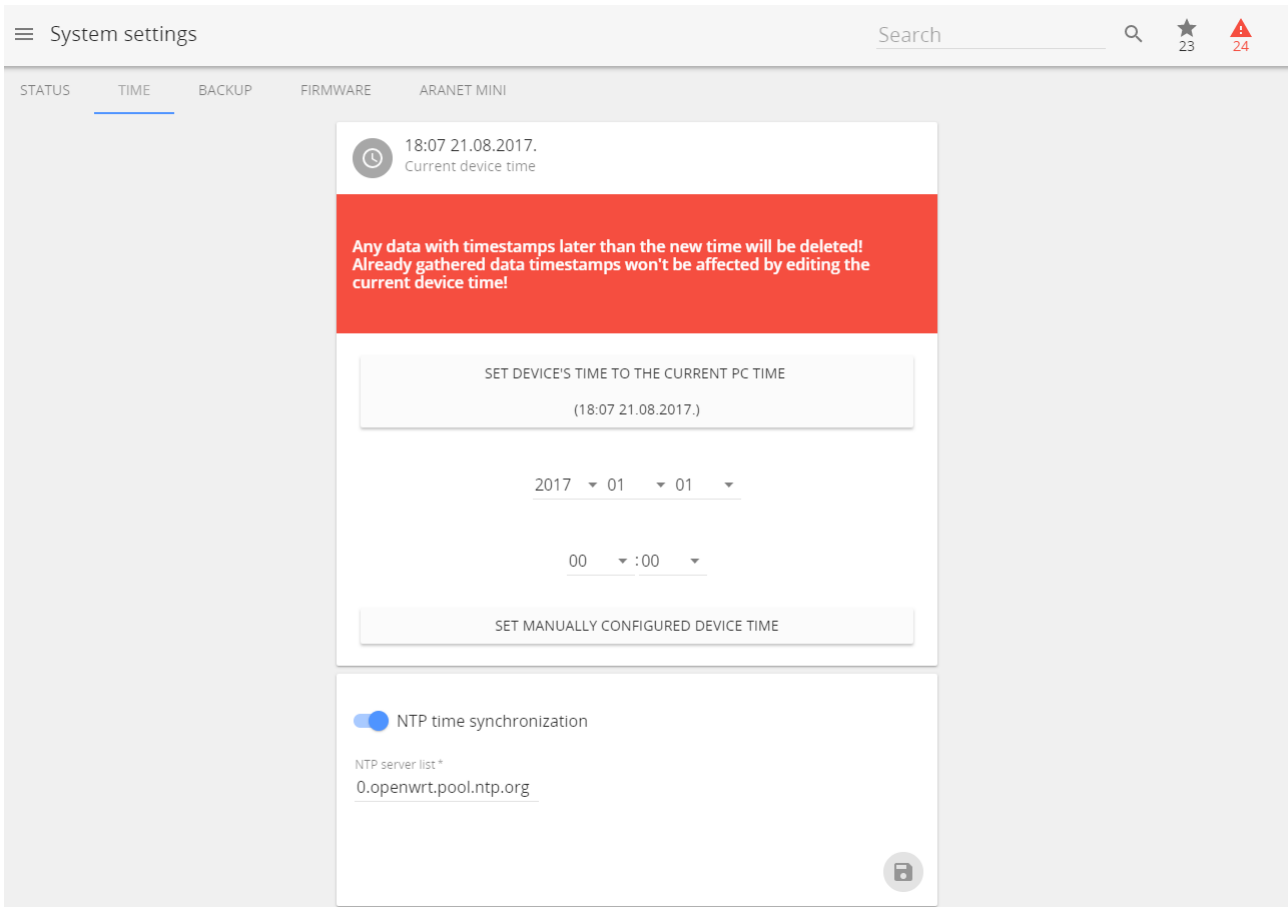 System settings
Search
23
24
STATUS TIME BACKUP FIRMWARE ARANET MINI
18:07 21.08.2017.
Current device time
Any data with timestamps later than the new time will be deleted!
Already gathered data timestamps won't be affected by editing the
current device time!
SET DEVICE'S TIME TO THE CURRENT PC TIME
(18:07 21.08.2017.)
2017 01 01
00 : 00
SET MANUALLY CONFIGURED DEVICE TIME
NTP time synchronization
NTP server list *
0.openwrt.pool.ntp.org